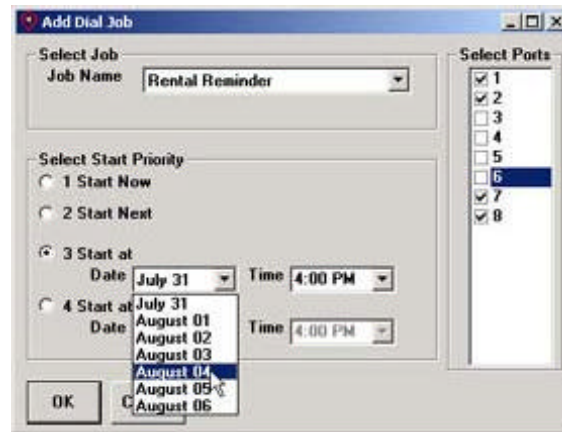 Add Dial Job
Select Job
Job Name Rental Reminder
Select Start Priority
1 Start Now
2 Start Next
3 Start at
Date July 31 Time 4:00 PM
4 Start at
Date Time 4:00 PM
July 31
August 01
August 02
August 03
August 04
August 05
August 06
OK C
Select Ports
1
2
3
4
5
6
7
8